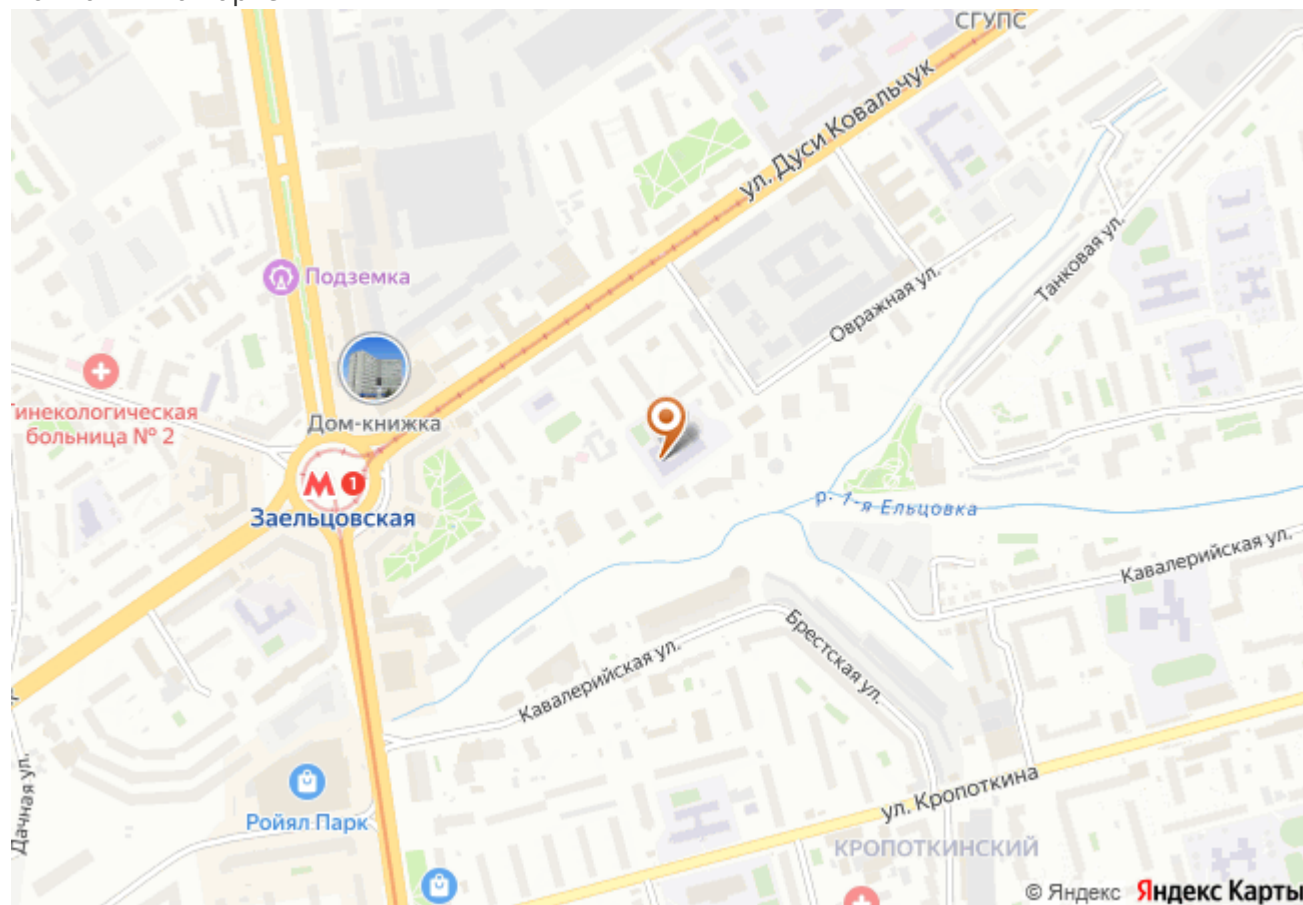 СГУПС
ул. Дуси Ковальчук
Подземка
Овражная ул.
Танковая ул.
Гинекологическая
больница № 2
Дом-книжка
М 1
Заельцовская
р. 1-я Ельцовка
Кавалерийская ул.
Кавалерийская ул.
Брестская ул.
Дачная ул.
Ройял Парк
ул. Кропоткина
КРОПОТКИНСКИЙ
© Яндекс Яндекс Карты